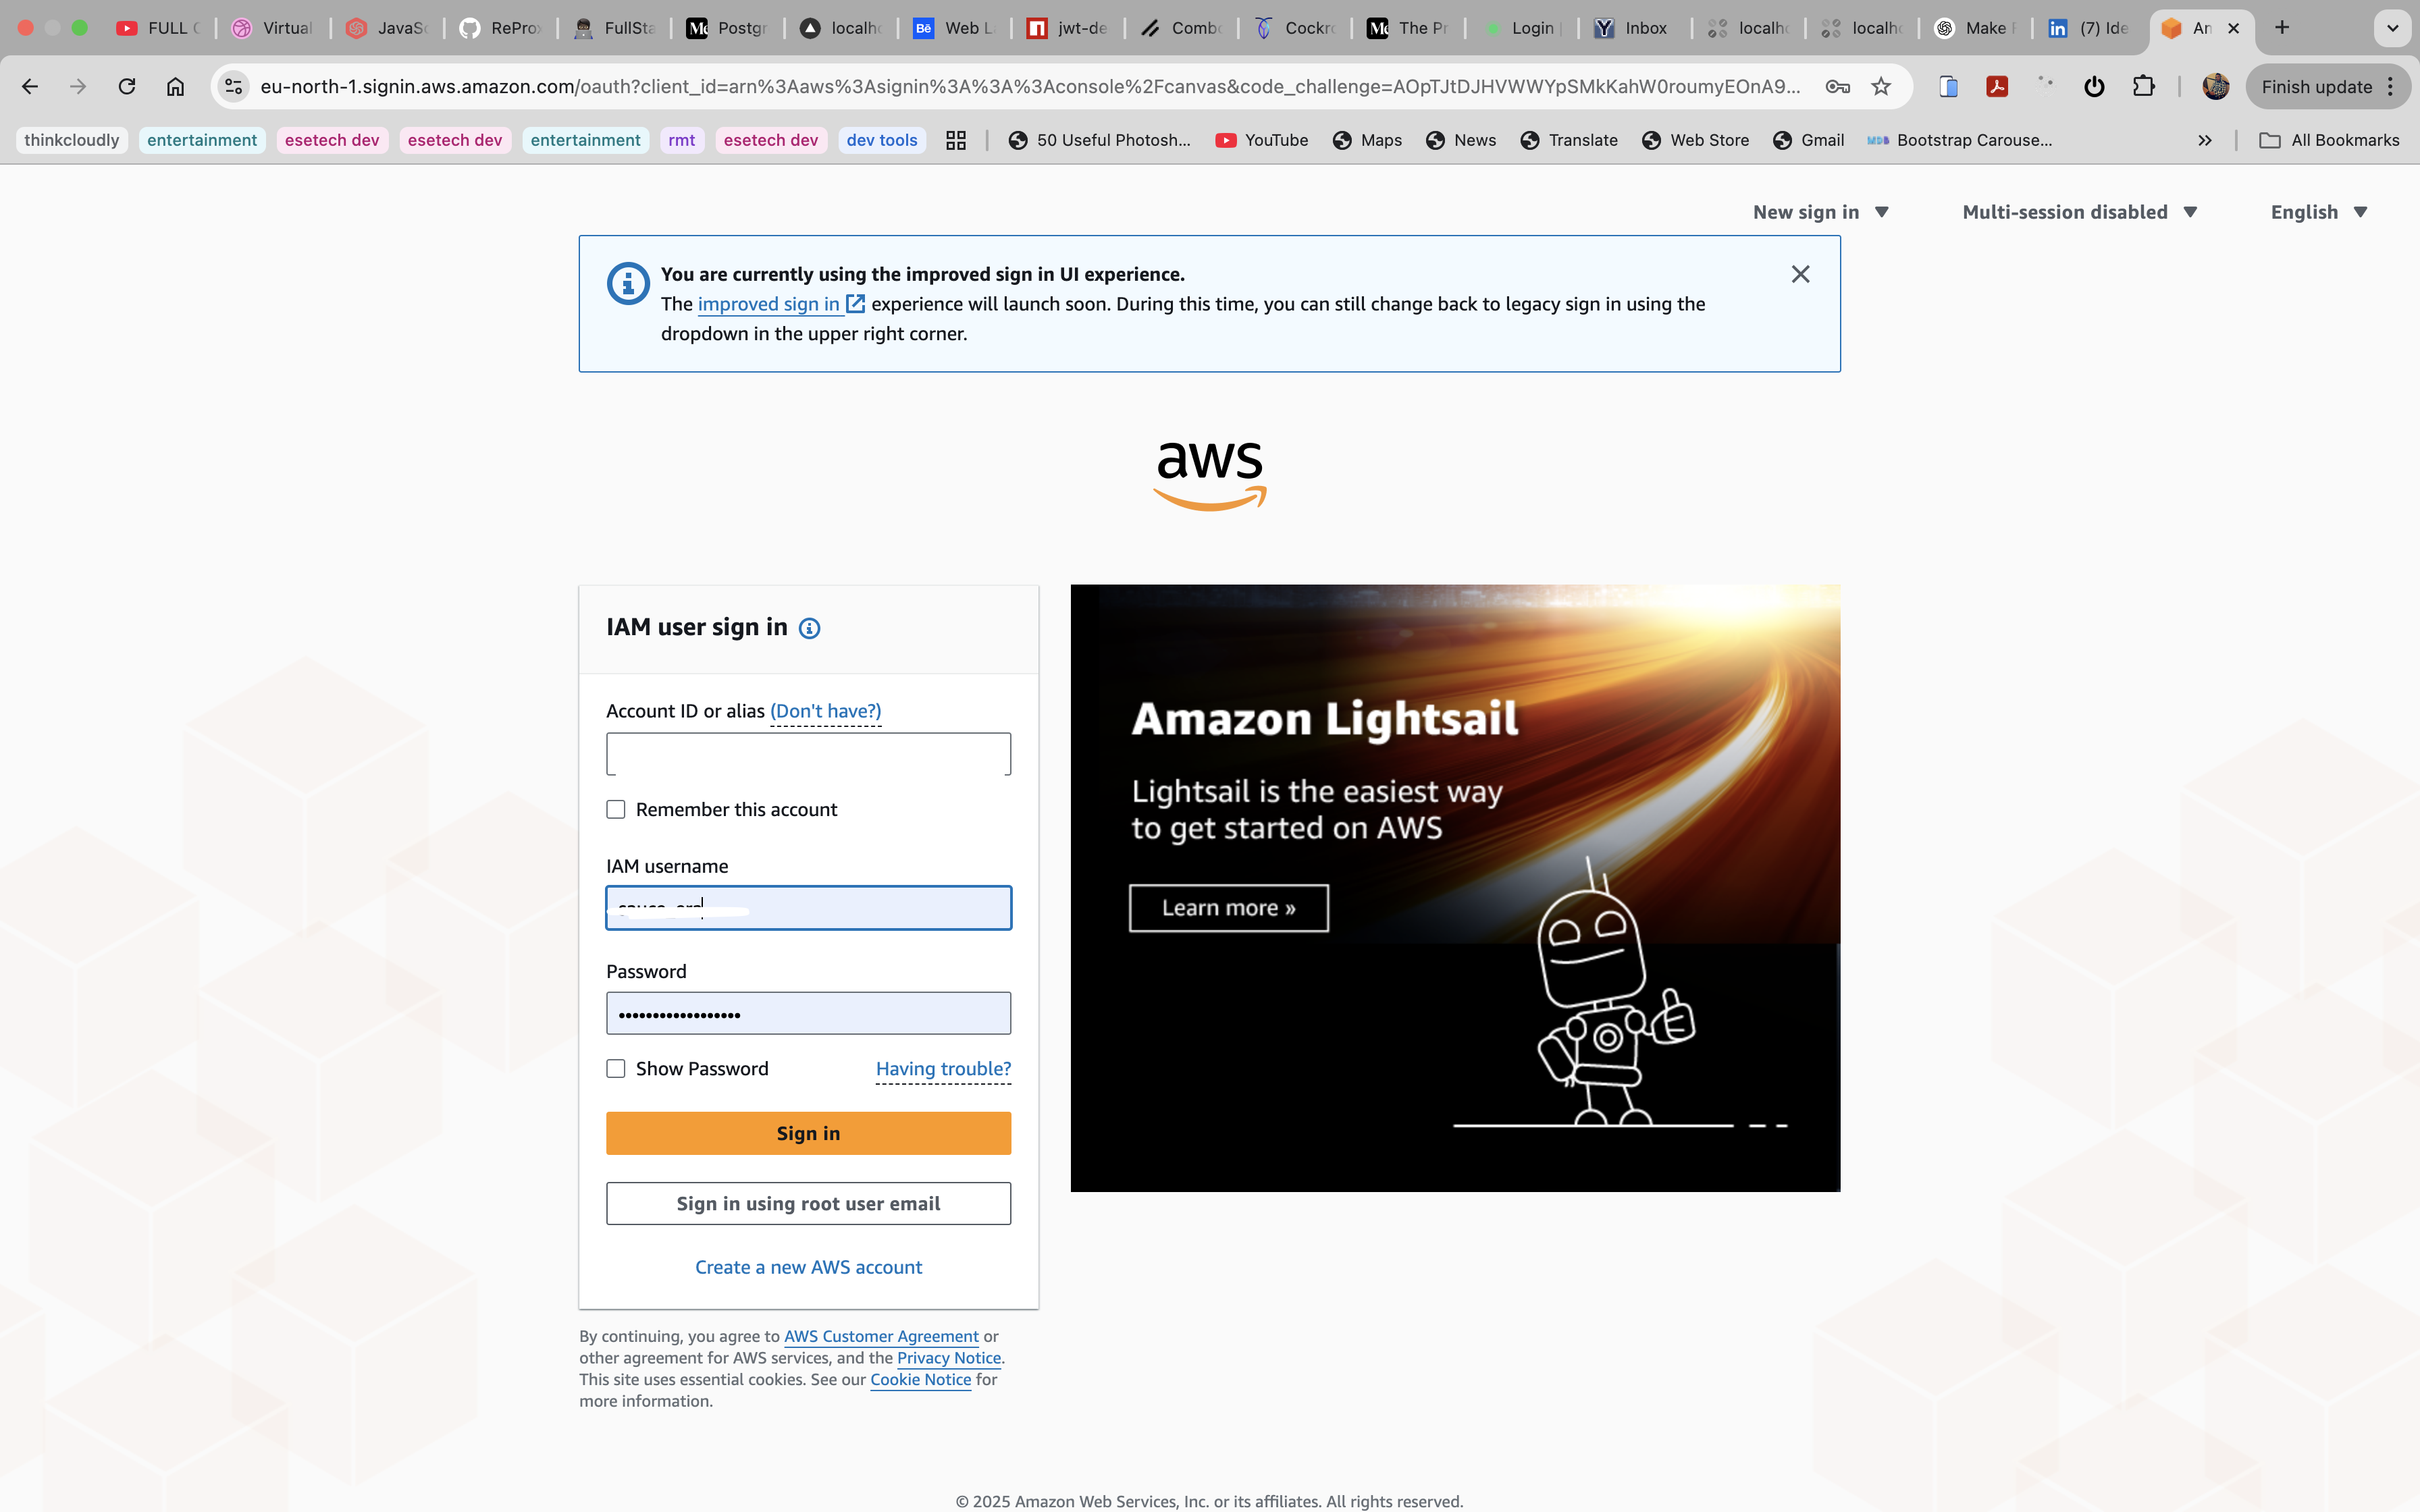 FULL
Virtual
JavaSc
ReProx
FullSta
Postgr
localh
Web L
jwt-de
Comb
Cockro
The Pr
Login
Inbox
localh
localh
Make
(7) Ide
An
eu-north-1.signin.aws.amazon.com/oauth?client_id=arn%3Aaws%3Asignin%3A%3A%3Aconsole%2Fcanvas&code_challenge=AOpTJtDJHVWWYpSMkKahW0roumyEOnA9...
Finish update
thinkcloudly
entertainment
esetech dev
esetech dev
entertainment
rmt
esetech dev
dev tools
50 Useful Photosh...
YouTube
Maps
News
Translate
Web Store
Gmail
Bootstrap Carouse...
All Bookmarks
New sign in
Multi-session disabled
English
You are currently using the improved sign in UI experience.
The improved sign in experience will launch soon. During this time, you can still change back to legacy sign in using the
dropdown in the upper right corner.
aws
IAM user sign in
Account ID or alias (Don't have?)
Remember this account
IAM username
Password
Show Password
Having trouble?
Sign in
Sign in using root user email
Create a new AWS account
Amazon Lightsail
Lightsail is the easiest way
to get started on AWS
Learn more »
By continuing, you agree to AWS Customer Agreement or
other agreement for AWS services, and the Privacy Notice.
This site uses essential cookies. See our Cookie Notice for
more information.
© 2025 Amazon Web Services, Inc. or its affiliates. All rights reserved.